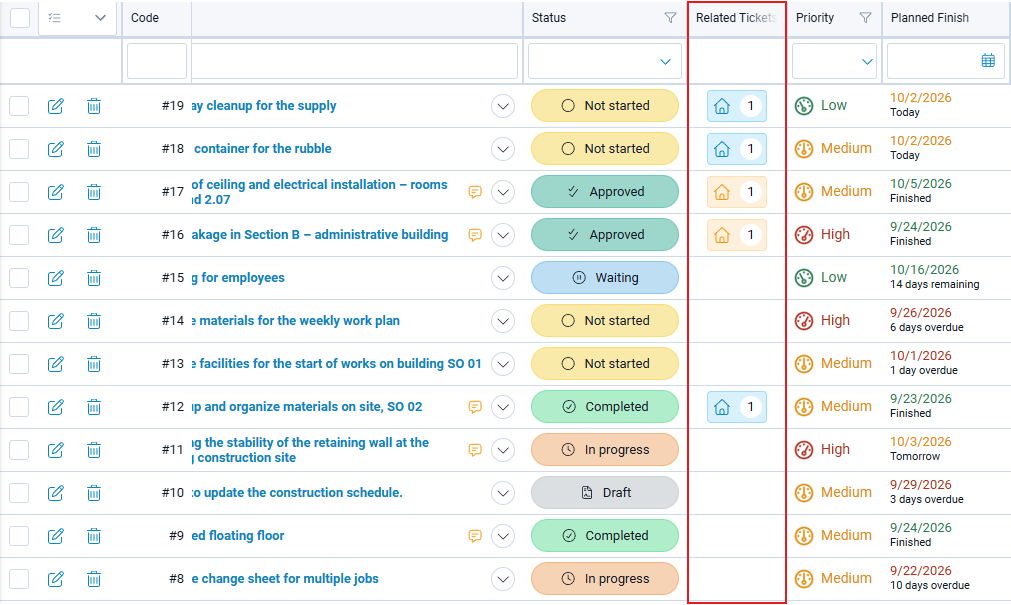 Code Status Related Tickets Priority Planned Finish
#19 ay cleanup for the supply Not started 1 Low 10/2/2026
Today
#18 container for the rubble Not started 1 Medium 10/2/2026
Today
#17 of ceiling and electrical installation – rooms Approved 1 Medium 10/5/2026
d 2.07 Finished
#16 akage in Section B – administrative building Approved 1 High 9/24/2026
Finished
#15 g for employees Waiting Low 10/16/2026
14 days remaining
#14 e materials for the weekly work plan Not started High 9/26/2026
6 days overdue
#13 e facilities for the start of works on building SO 01 Not started Medium 10/1/2026
1 day overdue
#12 up and organize materials on site, SO 02 Completed 1 Medium 9/23/2026
Finished
#11 ng the stability of the retaining wall at the In progress High 10/3/2026
construction site Tomorrow
#10 to update the construction schedule. Draft Medium 9/29/2026
3 days overdue
#9 ed floating floor Completed Medium 9/24/2026
Finished
#8 e change sheet for multiple jobs In progress Medium 9/22/2026
10 days overdue